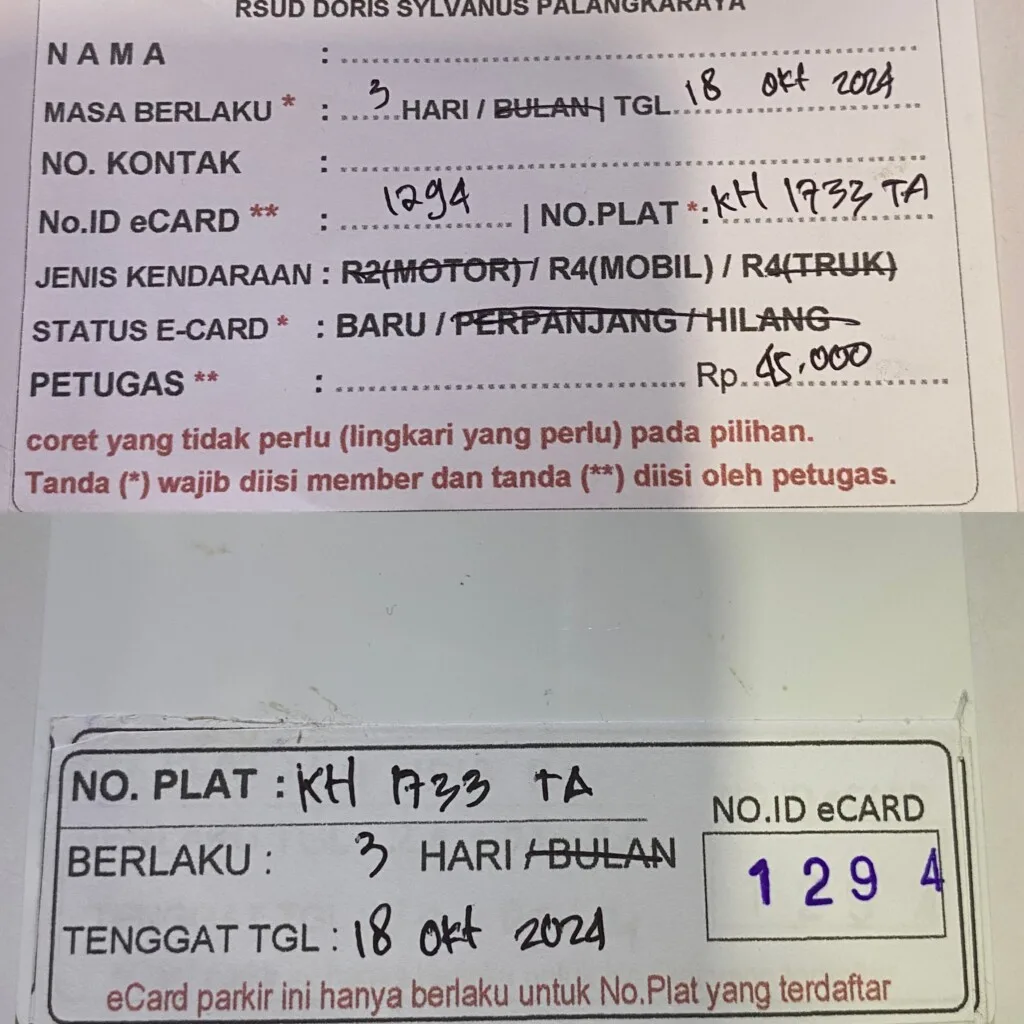 RSUD DORIS SYLVANUS PALANGKARAYA
NAMA : ........................
MASA BERLAKU * : 3 HARI / BULAN | TGL. 18 Okt 2024
NO. KONTAK : ........................
No.ID eCARD ** : 1294 | NO.PLAT *: KH 1733 TA
JENIS KENDARAAN : R2(MOTOR) / R4(MOBIL) / R4(TRUK)
STATUS E-CARD * : BARU / PERPANJANG / HILANG
PETUGAS ** : ........................ Rp. 45.000
coret yang tidak perlu (lingkari yang perlu) pada pilihan.
Tanda (*) wajib diisi member dan tanda (**) diisi oleh petugas.
NO. PLAT : KH 1733 TA
NO.ID eCARD
BERLAKU : 3 HARI / BULAN
1294
TENGGAT TGL : 18 Okt 2024
eCard parkir ini hanya berlaku untuk No.Plat yang terdaftar